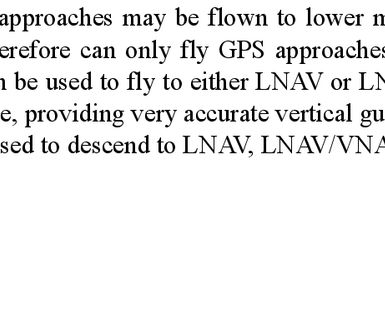 approaches may be flown to lower m
erefore can only fly GPS approaches
n be used to fly to either LNAV or LN
e, providing very accurate vertical gu
sed to descend to LNAV, LNAV/VNA